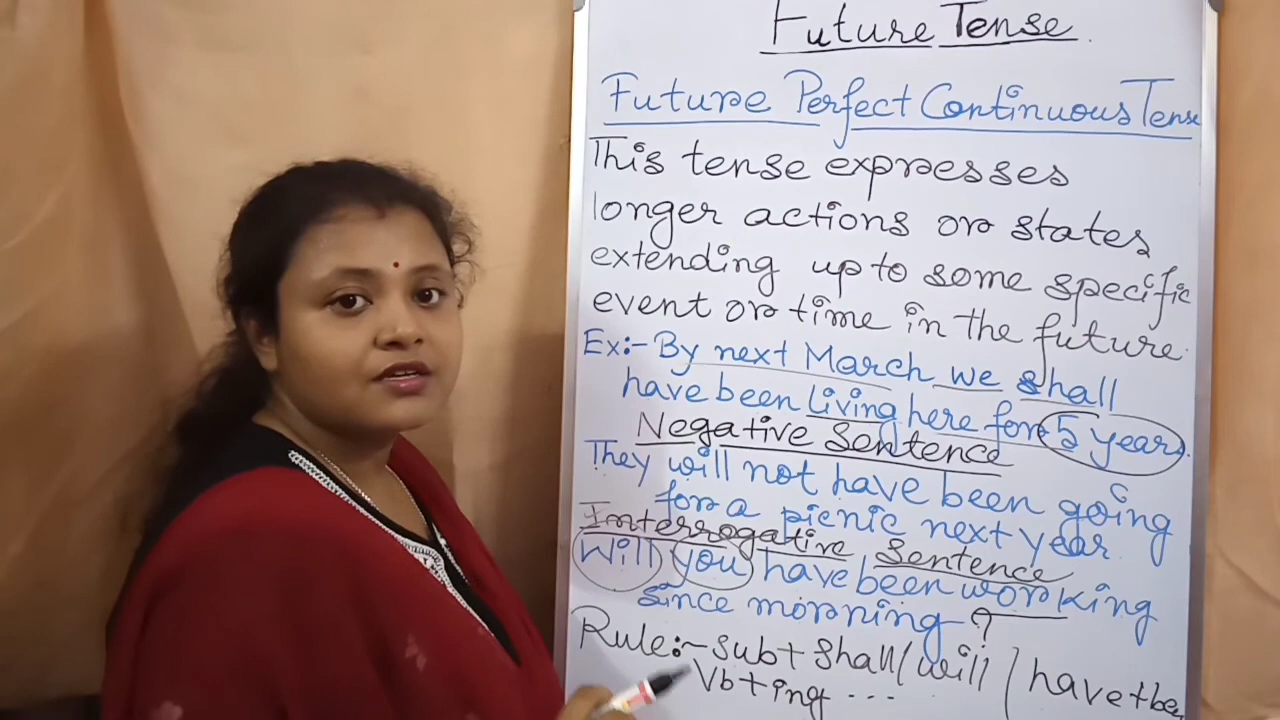 Future Tense
Future Perfect Continuous Tense
This tense expresses
longer actions or states
extending up to some specific
event or time in the future.
Ex:- By next March we shall
have been living here for 5 years.
Negative Sentence
They will not have been going
for a picnic next year.
Interrogative Sentence
Will you have been working
since morning?
Rule:- Sub + Shall/will/have+be
Vb+ing ...